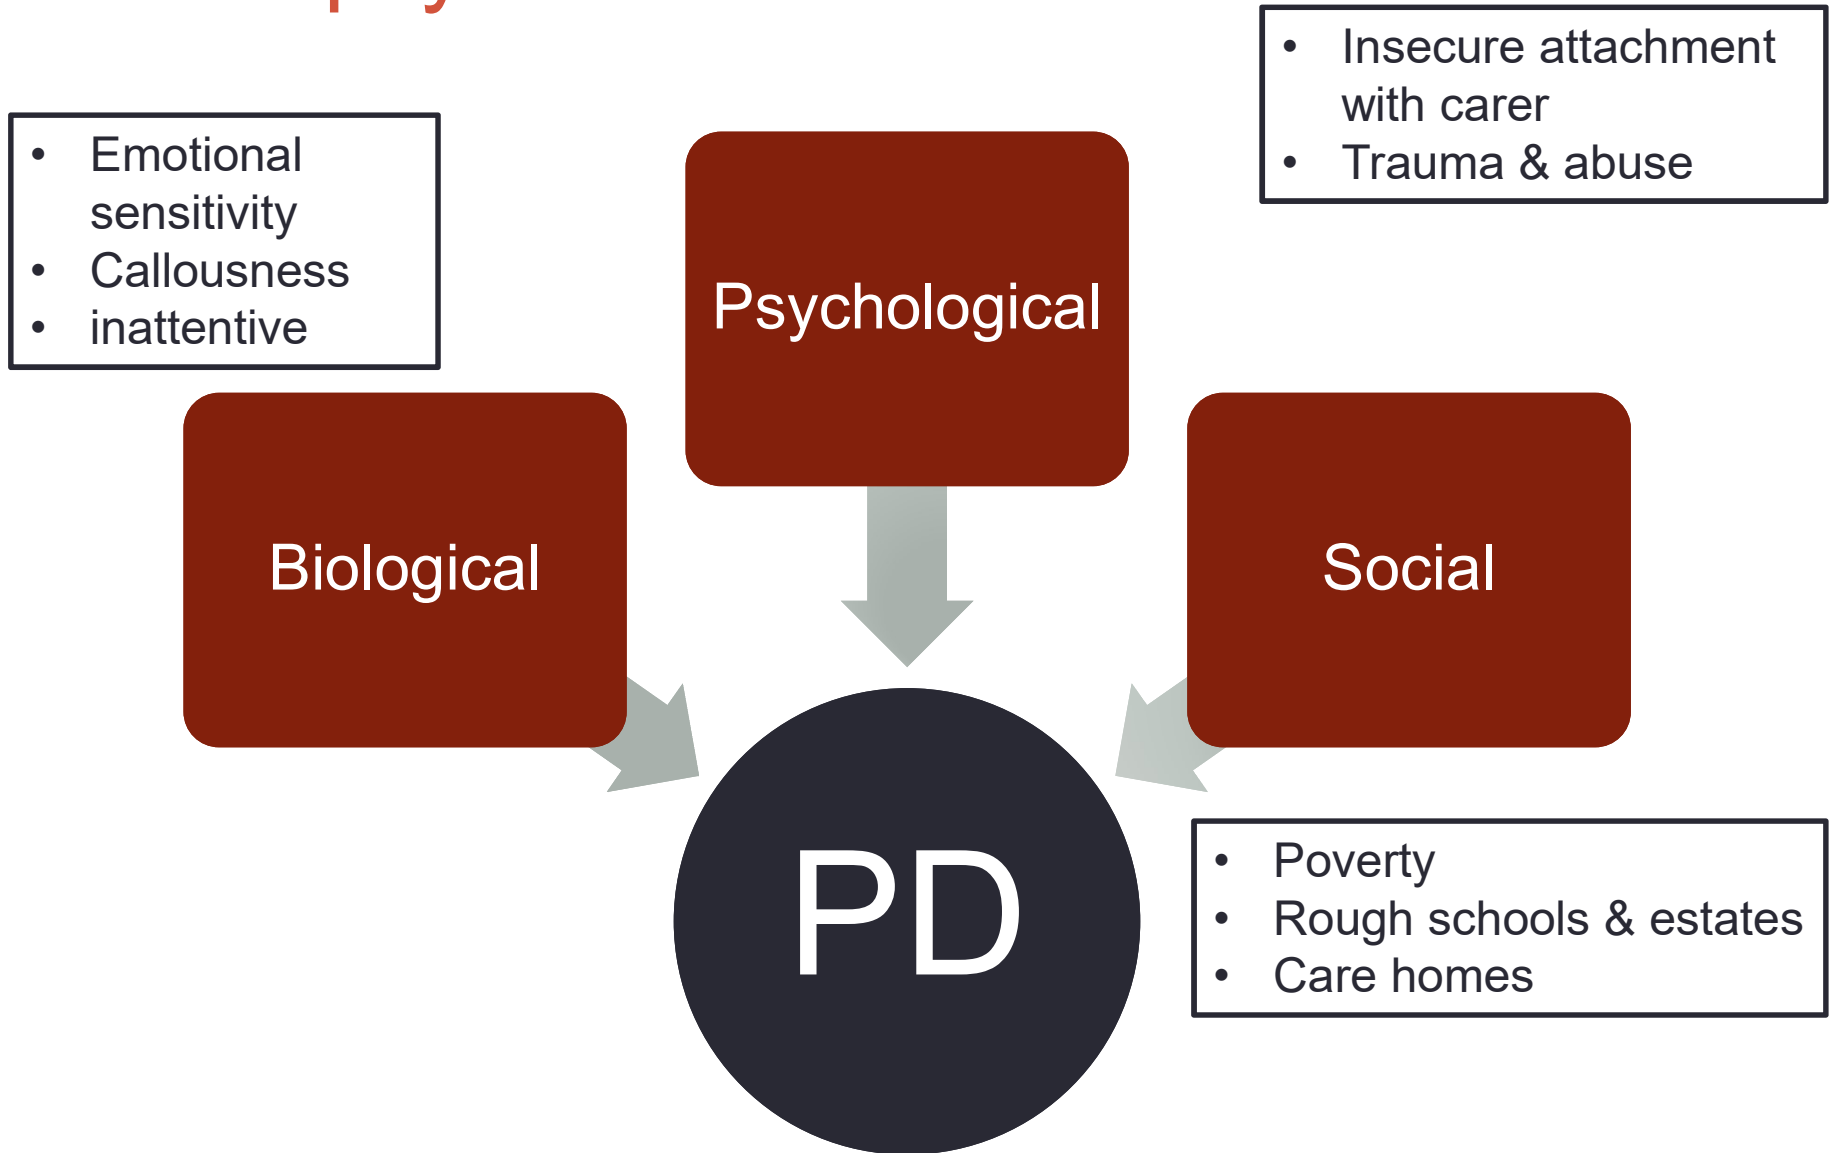 • Insecure attachment
with carer
• Trauma & abuse
• Emotional
sensitivity
• Callousness
• inattentive
Psychological
Biological
Social
PD
• Poverty
• Rough schools & estates
• Care homes